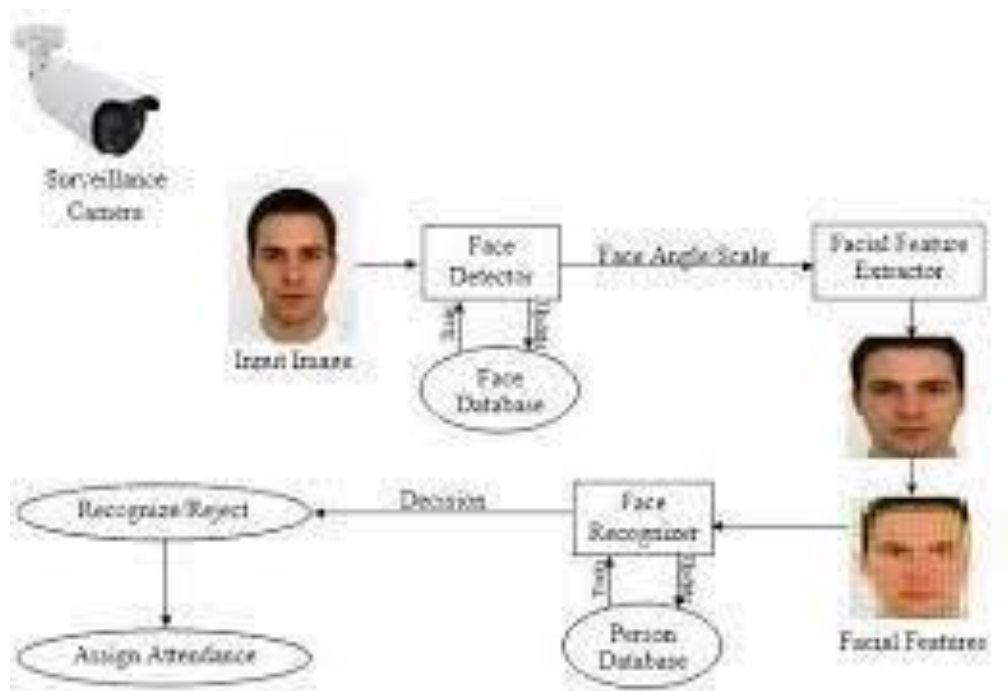 Surveillance
Camera
Input Image
Face
Detector
Face Angle/Scale
Facial Feature
Extractor
Face
Database
Facial Features
Face
Recognizer
Person
Database
Decision
Recognize/Reject
Assign Attendance